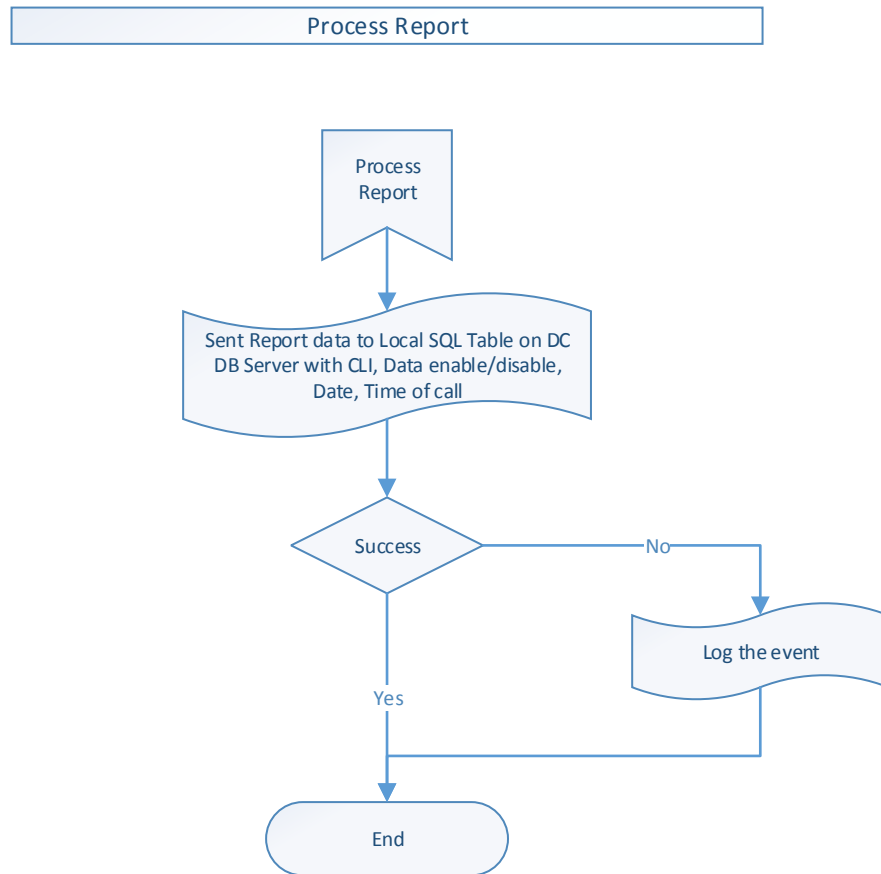 Process Report
Process
Report
Sent Report data to Local SQL Table on DC
DB Server with CLI, Data enable/disable,
Date, Time of call
Success
No
Log the event
Yes
End